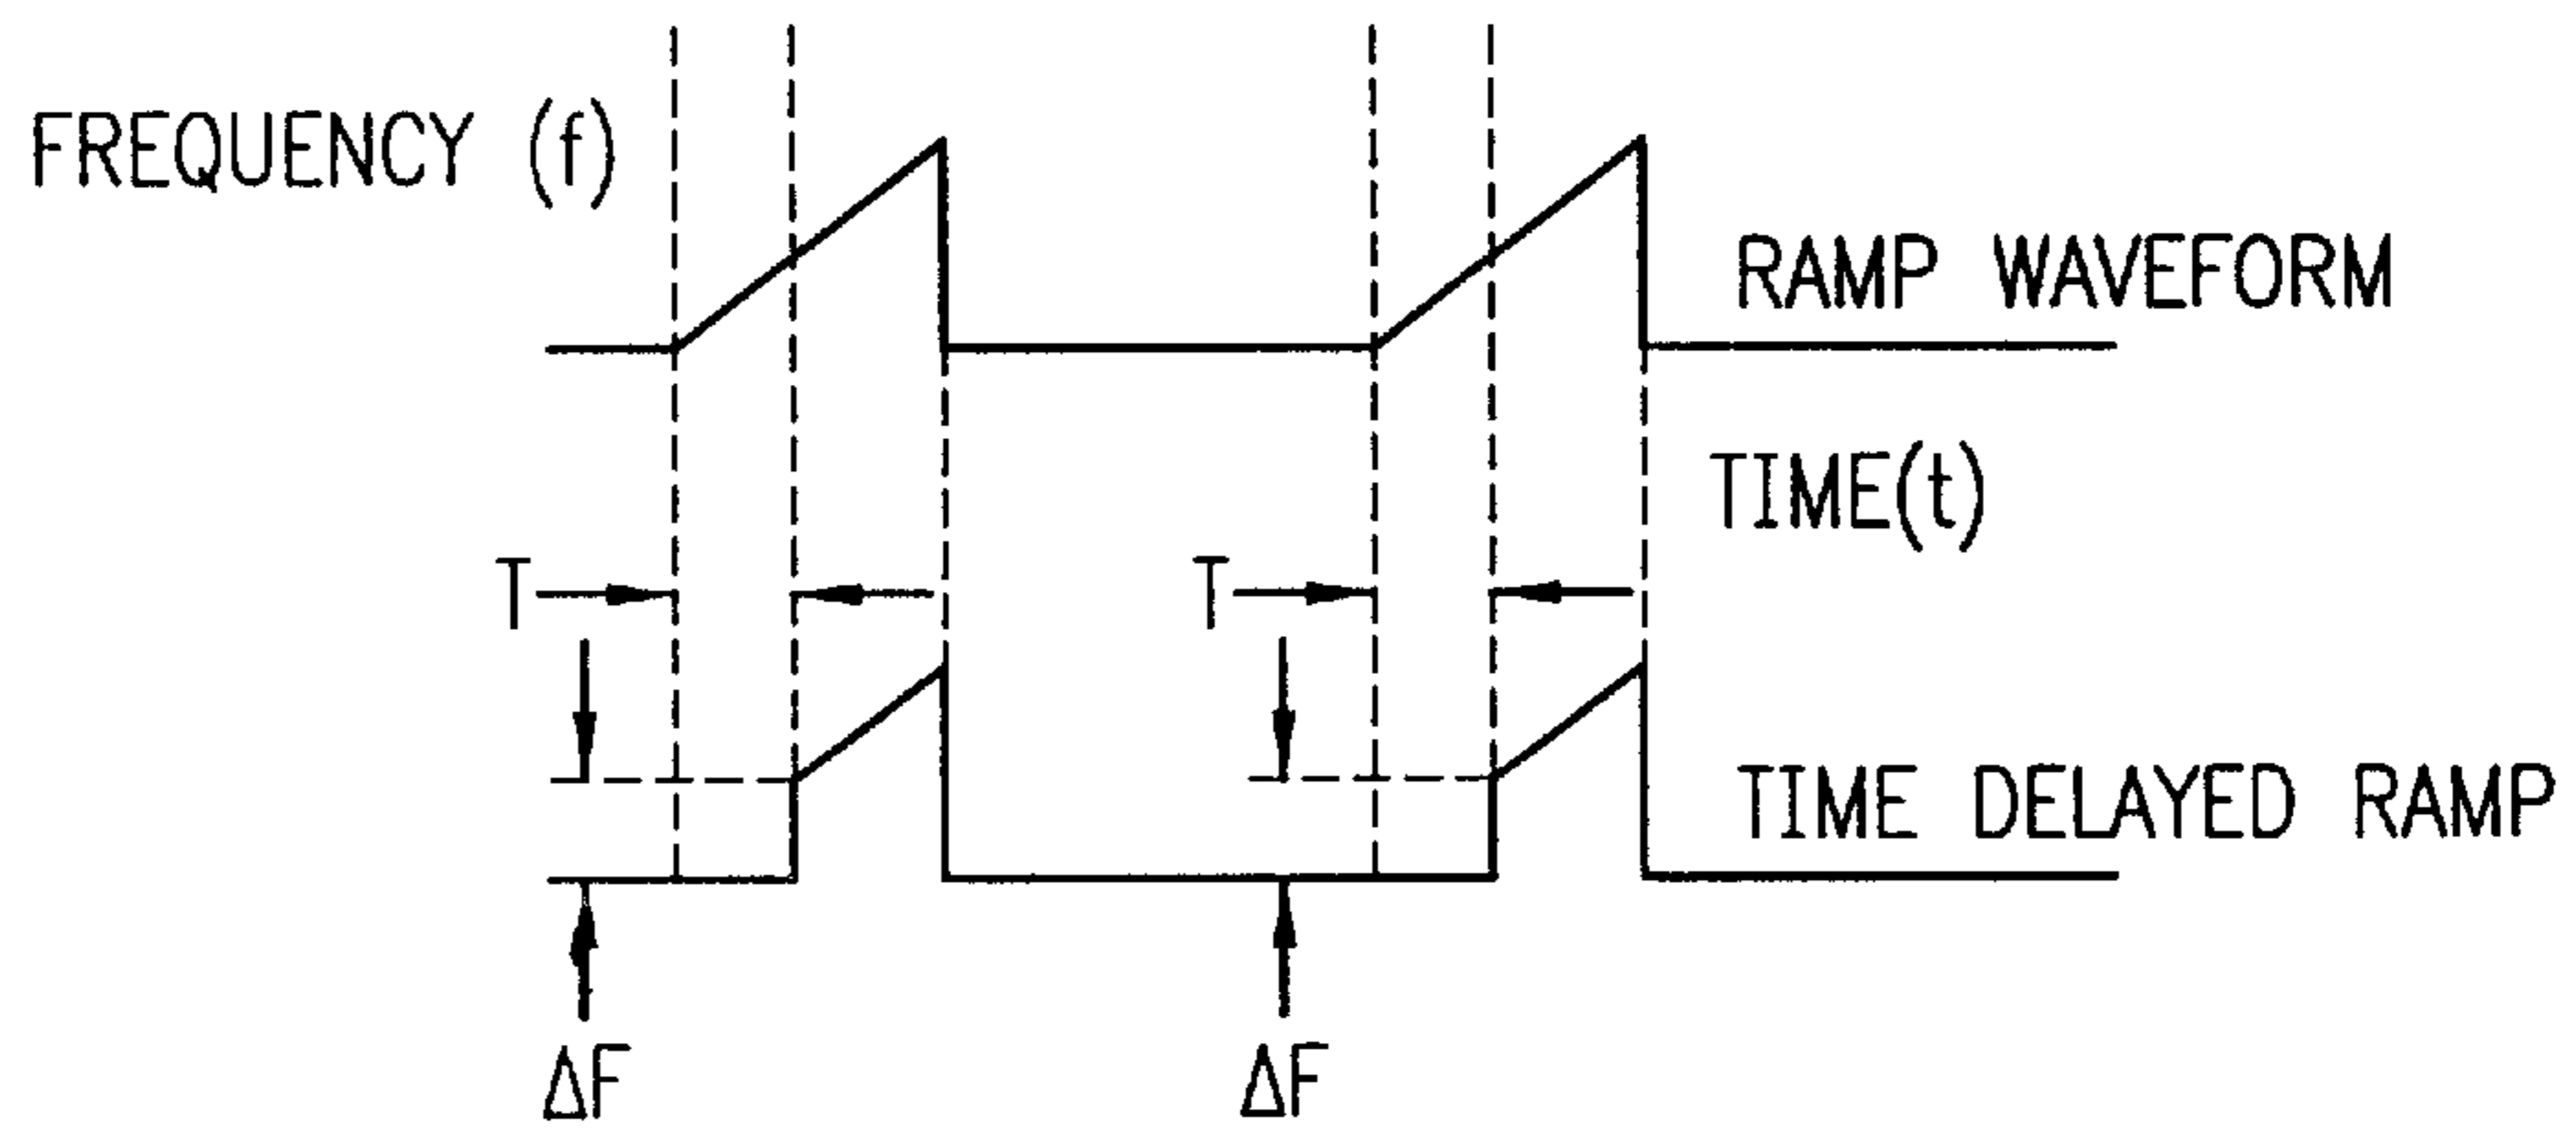 FREQUENCY (f)
RAMP WAVEFORM
TIME(t)
T
T
TIME DELAYED RAMP
ΔF
ΔF